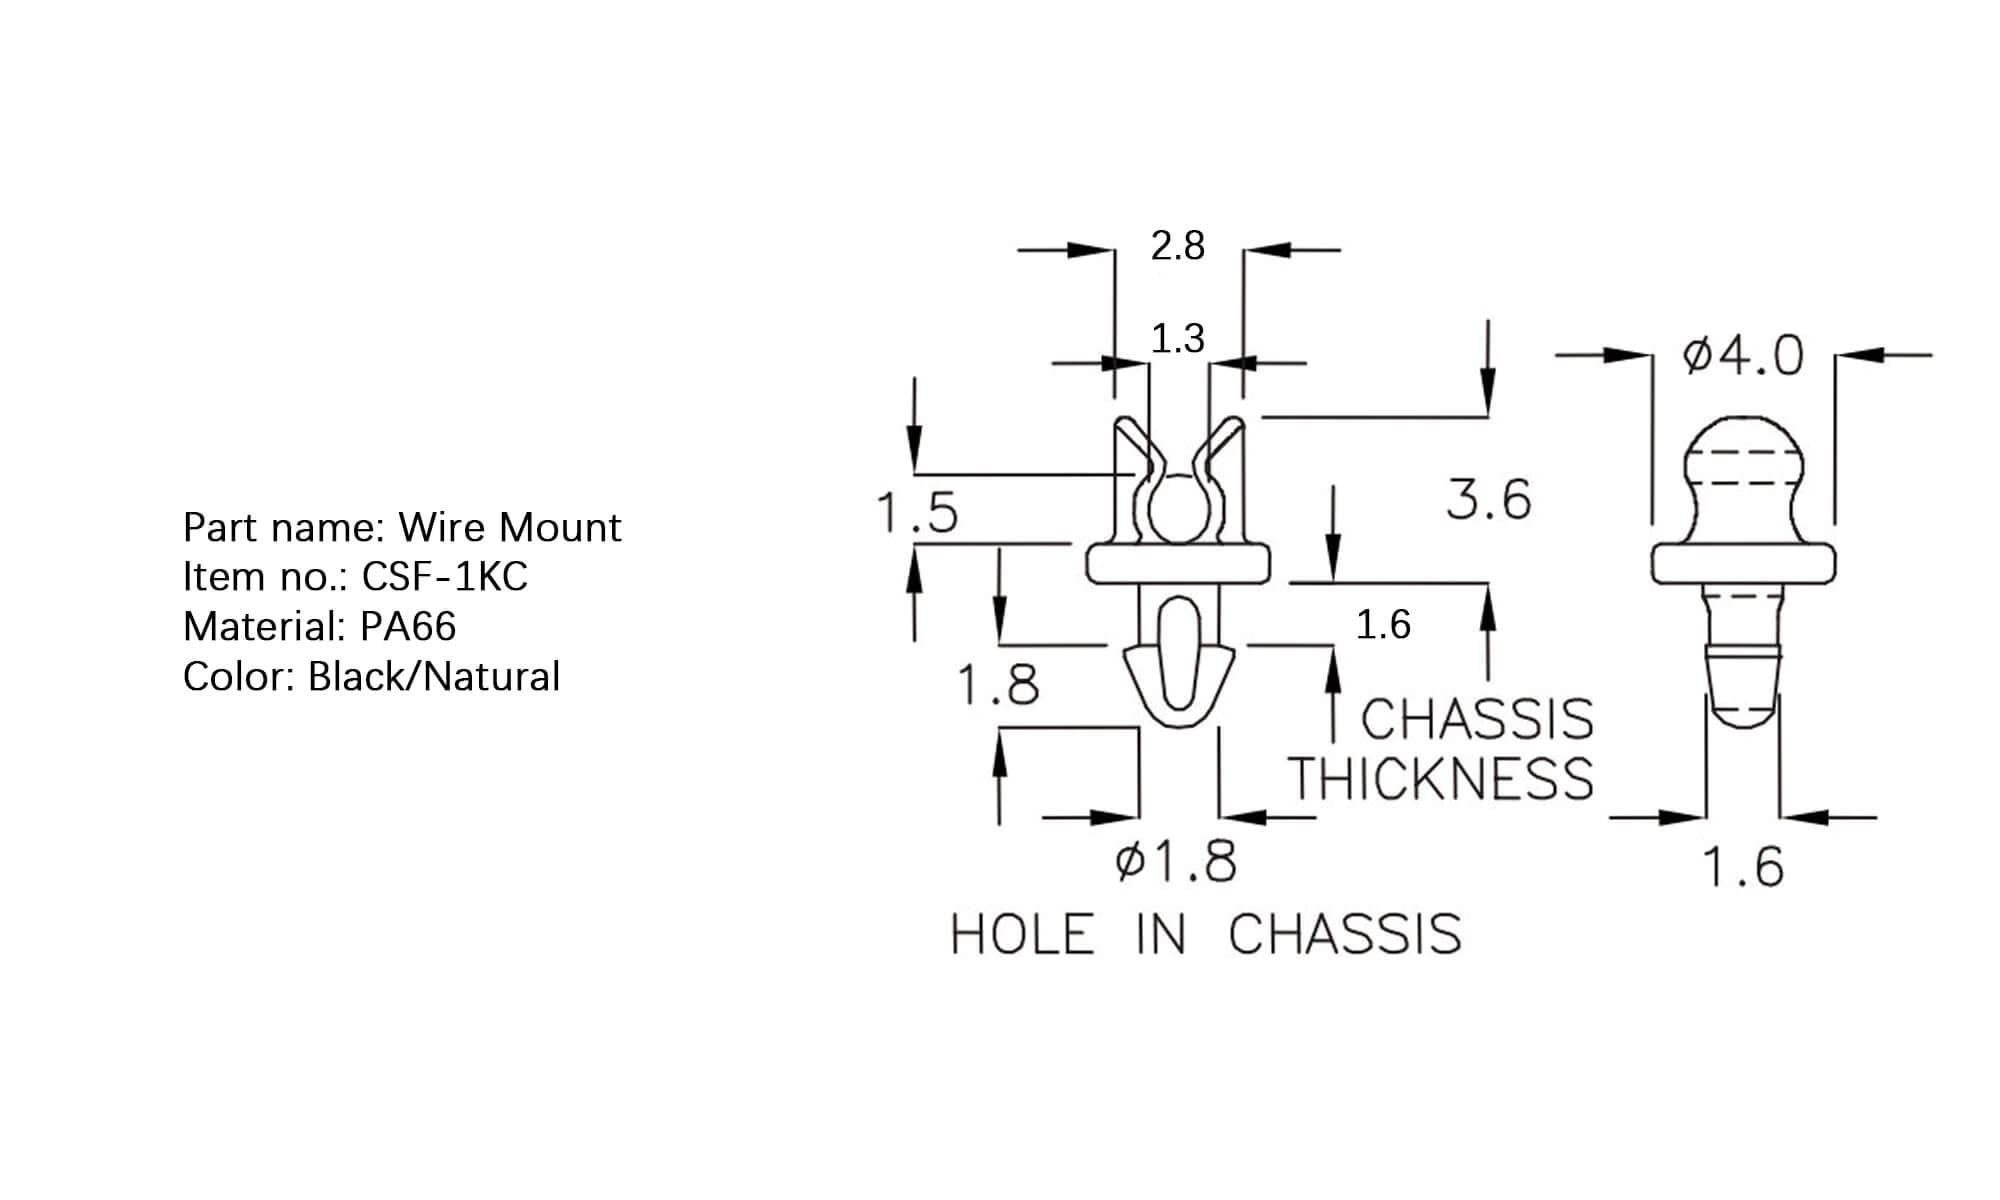 Part name: Wire Mount
Item no.: CSF-1KC
Material: PA66
Color: Black/Natural
2.8
1.3
ø4.0
1.5
3.6
1.6
1.8
CHASSIS
THICKNESS
ø1.8
1.6
HOLE IN CHASSIS